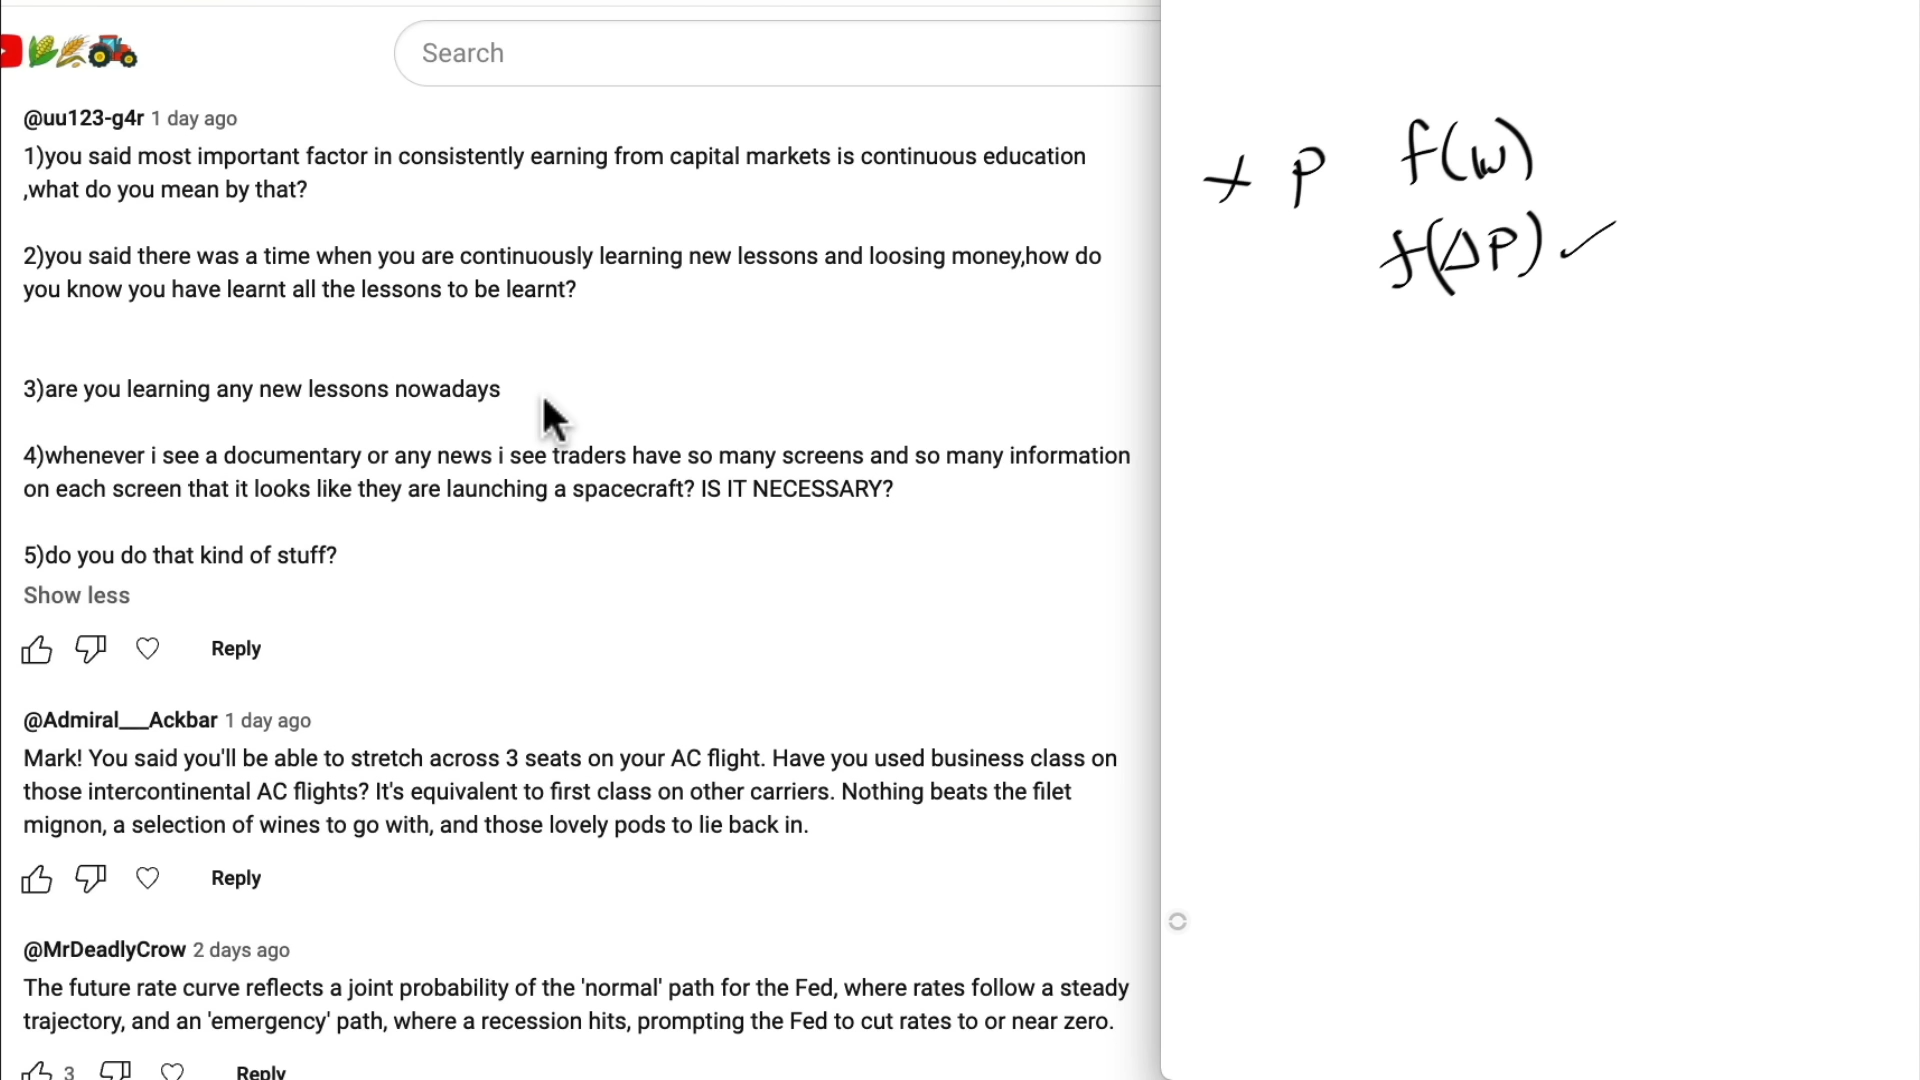 Search
@uu123-g4r 1 day ago
1)you said most important factor in consistently earning from capital markets is continuous education
,what do you mean by that?
2)you said there was a time when you are continuously learning new lessons and loosing money,how do
you know you have learnt all the lessons to be learnt?
3)are you learning any new lessons nowadays
4)whenever i see a documentary or any news i see traders have so many screens and so many information
on each screen that it looks like they are launching a spacecraft? IS IT NECESSARY?
5)do you do that kind of stuff?
Show less
Reply
@Admiral___Ackbar 1 day ago
Mark! You said you'll be able to stretch across 3 seats on your AC flight. Have you used business class on
those intercontinental AC flights? It's equivalent to first class on other carriers. Nothing beats the filet
mignon, a selection of wines to go with, and those lovely pods to lie back in.
Reply
@MrDeadlyCrow 2 days ago
The future rate curve reflects a joint probability of the 'normal' path for the Fed, where rates follow a steady
trajectory, and an 'emergency' path, where a recession hits, prompting the Fed to cut rates to or near zero.
3 Reply
+ P f(w)
f(ΔP) ✓